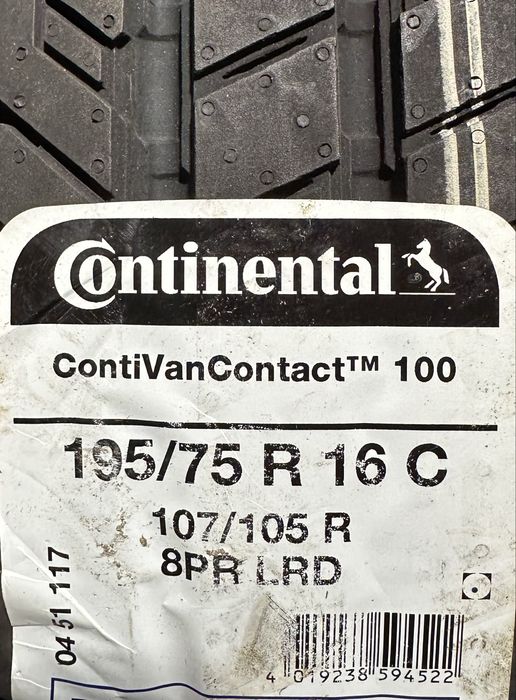 Continental
ContiVanContact™ 100
195/75 R 16 C
107/105 R
8PR LRD
04 51 117
4 019238 594522